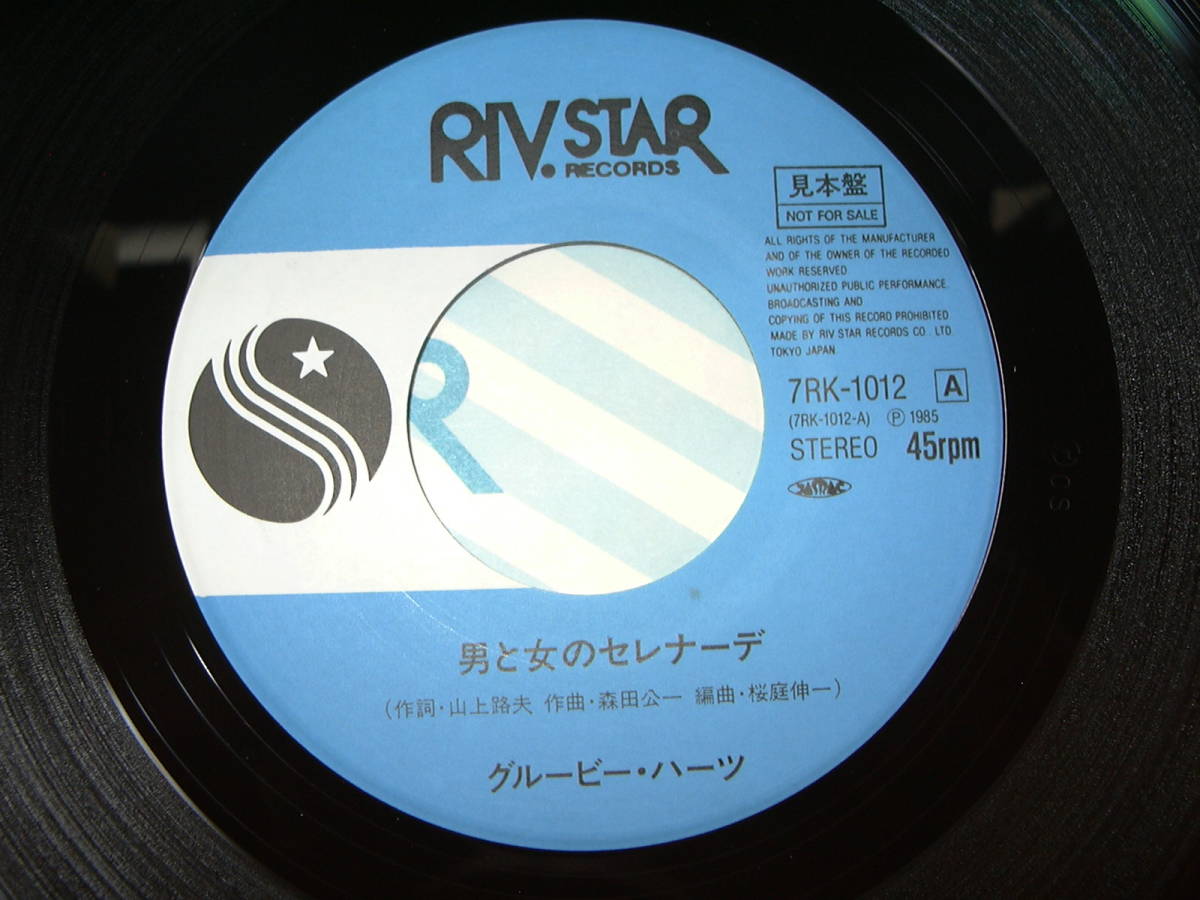 RIV. STAR
RECORDS
見本盤
NOT FOR SALE
ALL RIGHTS OF THE MANUFACTURER
AND OF THE OWNER OF THE RECORDED
WORK RESERVED
UNAUTHORIZED PUBLIC PERFORMANCE.
BROADCASTING AND
COPYING OF THIS RECORD PROHIBITED
MADE BY RIV STAR RECORDS CO. LTD.
TOKYO JAPAN
7RK-1012 A
(7RK-1012-A) Ⓟ 1985
STEREO 45rpm
JASRAC
R
男と女のセレナーデ
(作詞・山上路夫 作曲・森田公一 編曲・桜庭伸一)
グルービー・ハーツ